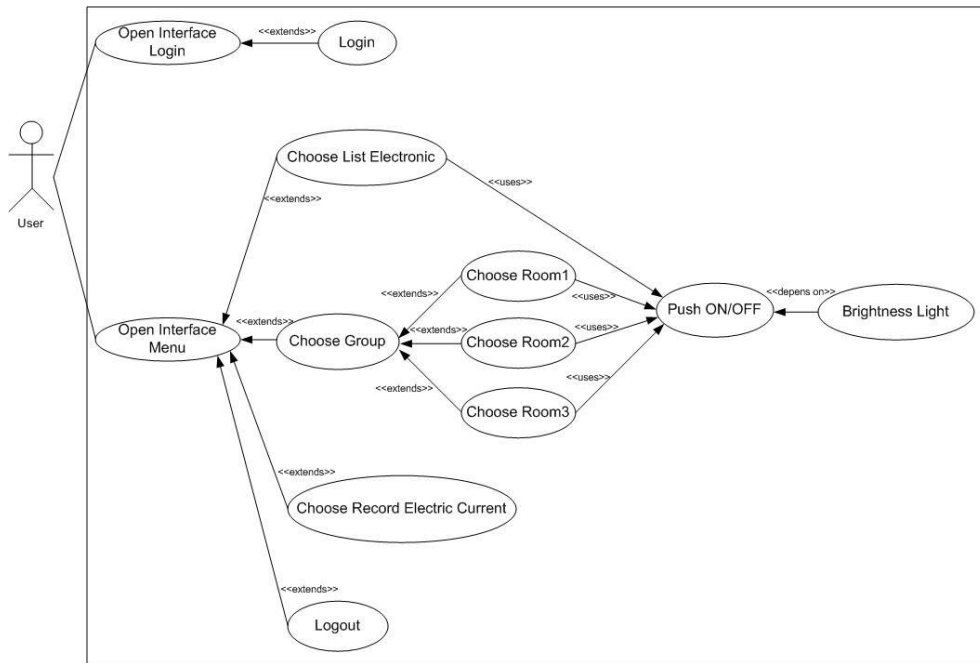 Open Interface
Login
<<extends>>
Login
User
Choose List Electronic
<<extends>>
<<uses>>
Open Interface
Menu
<<extends>>
Choose Group
<<extends>>
Choose Room1
<<uses>>
<<extends>>
Choose Room2
<<uses>>
<<extends>>
Choose Room3
<<uses>>
Push ON/OFF
<<depens on>>
Brightness Light
<<extends>>
Choose Record Electric Current
<<extends>>
Logout